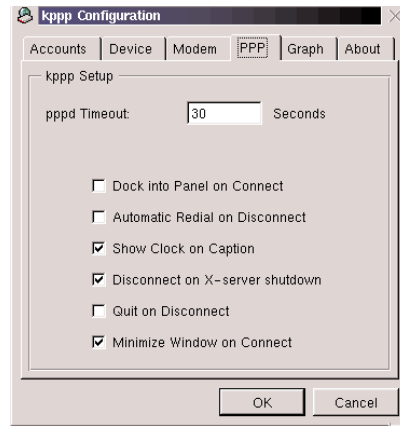 kppp Configuration
Accounts Device Modem PPP Graph About
kppp Setup
pppd Timeout: 30 Seconds
Dock into Panel on Connect
Automatic Redial on Disconnect
Show Clock on Caption
Disconnect on X-server shutdown
Quit on Disconnect
Minimize Window on Connect
OK Cancel